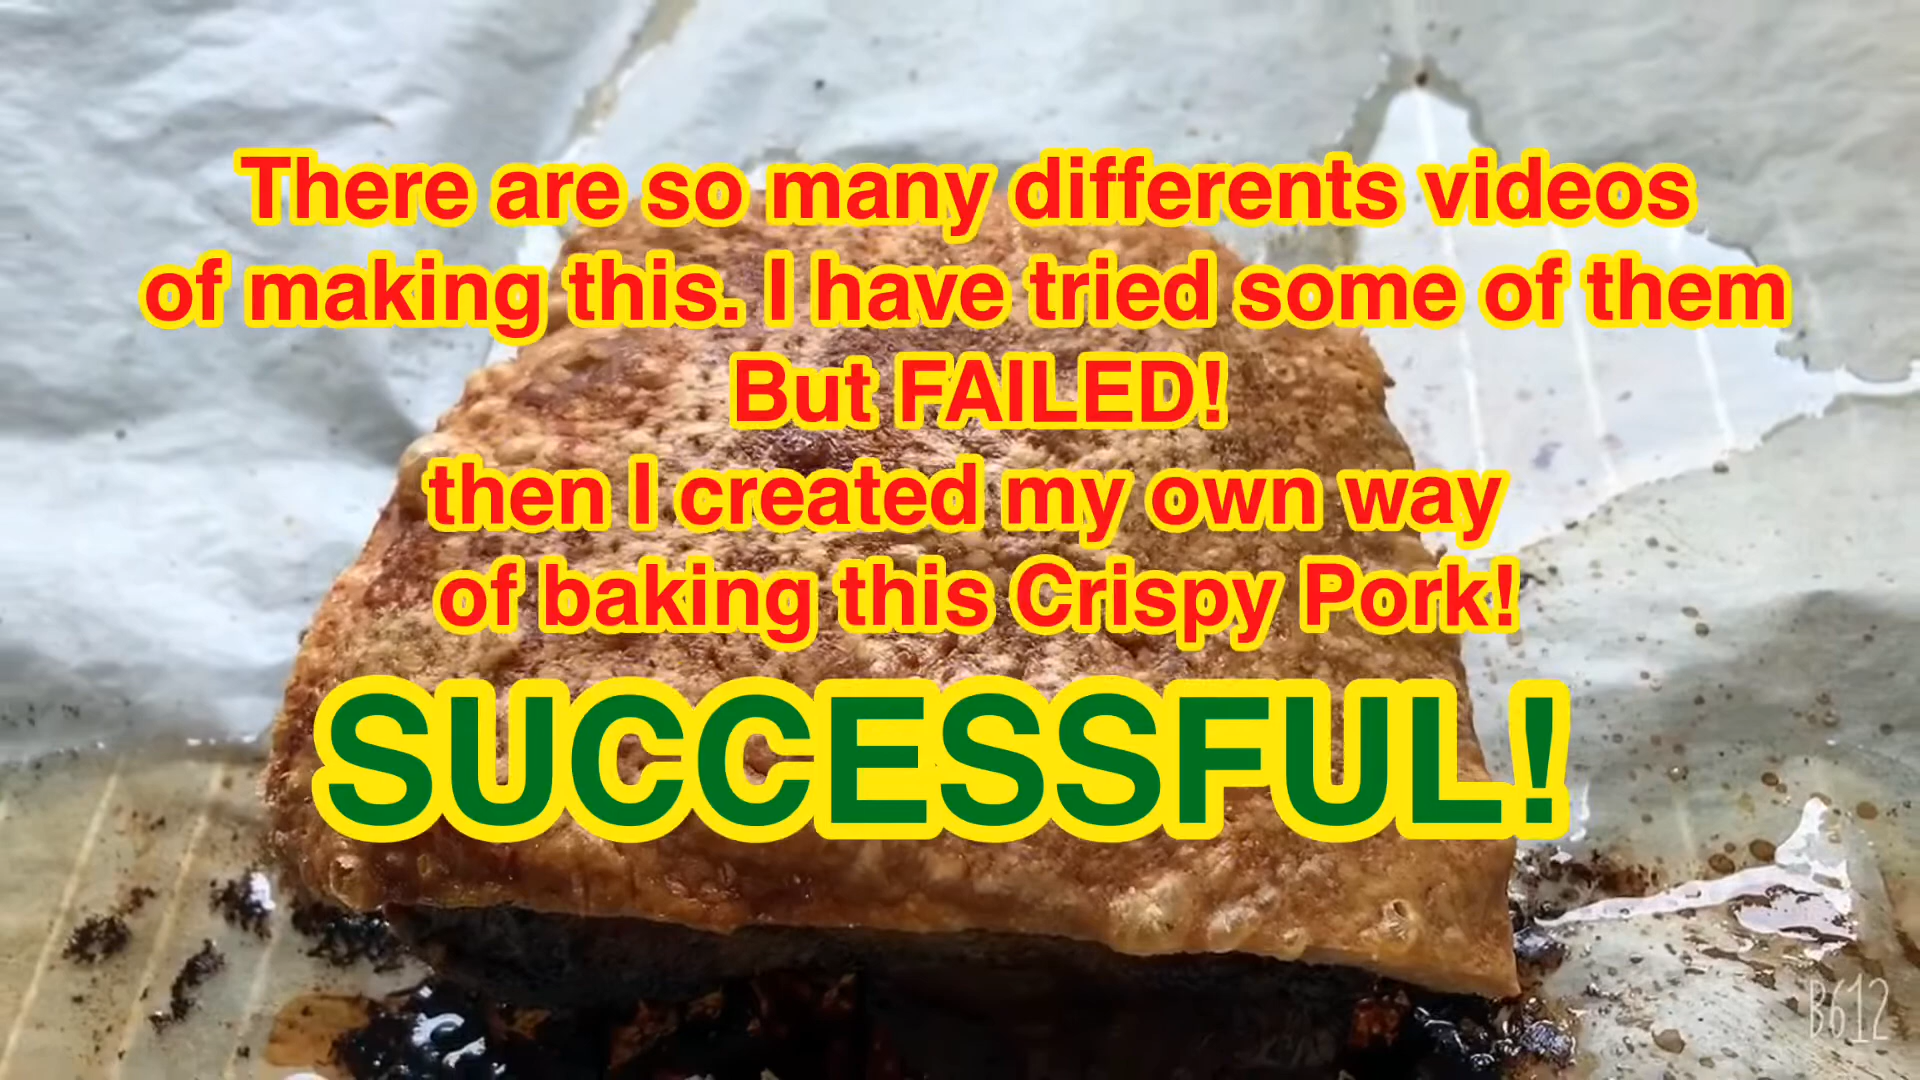 There are so many differents videos
of making this. I have tried some of them
But FAILED!
then I created my own way
of baking this Crispy Pork!
SUCCESSFUL!
B612